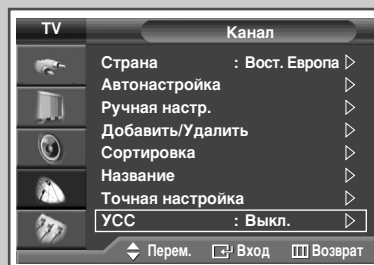 TV
Канал
Страна : Вост. Европа
Автонастройка
Ручная настр.
Добавить/Удалить
Сортировка
Название
Точная настройка
УСС : Выкл.
Перем. Вход Возврат